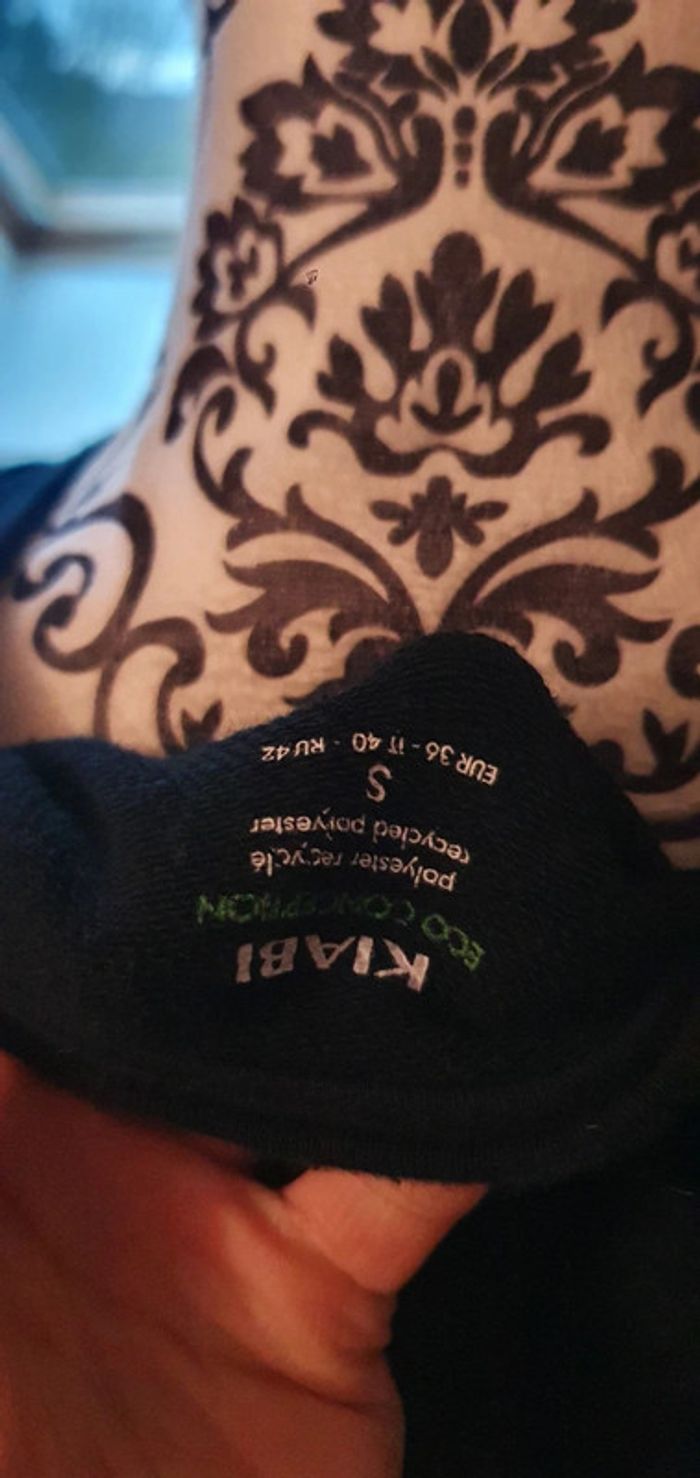 KIABI
ECO CONCEPTION
polyester recyclé
recycled polyester
S
EUR 36 - IT 40 - RU 42